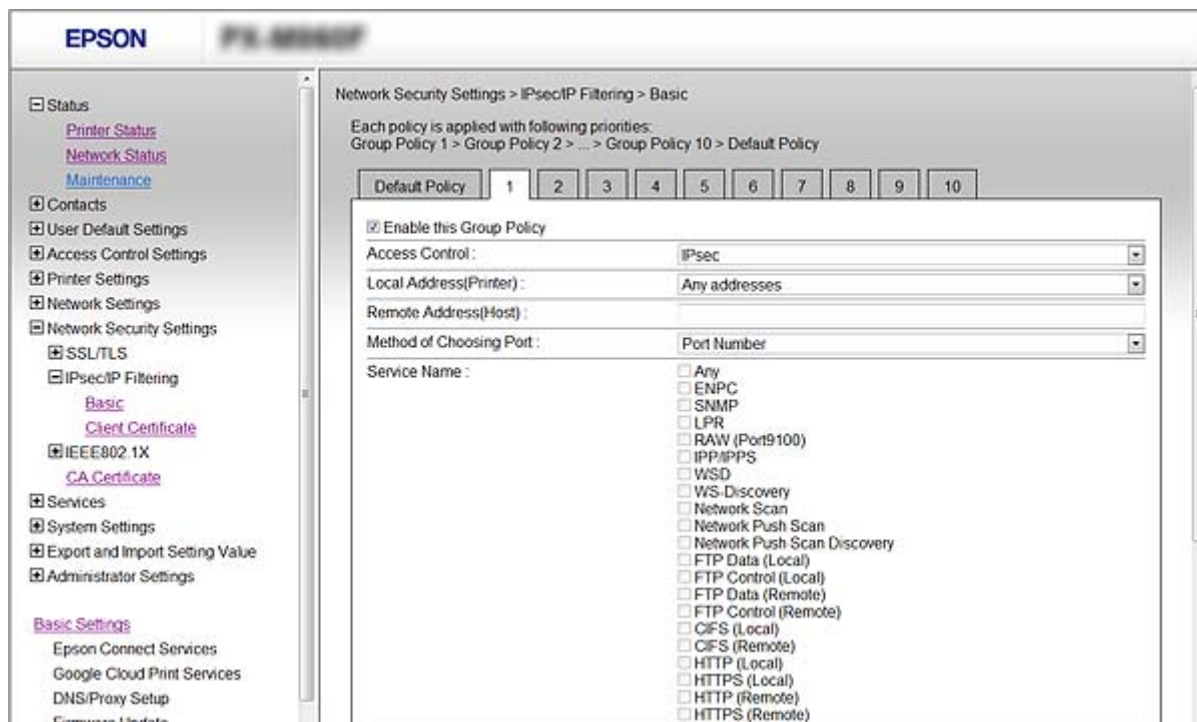 EPSON
Status
Printer Status
Network Status
Maintenance
Contacts
User Default Settings
Access Control Settings
Printer Settings
Network Settings
Network Security Settings
SSL/TLS
IPsec/IP Filtering
Basic
Client Certificate
IEEE802.1X
CA Certificate
Services
System Settings
Export and Import Setting Value
Administrator Settings
Basic Settings
Epson Connect Services
Google Cloud Print Services
DNS/Proxy Setup
Firmware Update
Network Security Settings > IPsec/IP Filtering > Basic
Each policy is applied with following priorities:
Group Policy 1 > Group Policy 2 > ... > Group Policy 10 > Default Policy
Default Policy 1 2 3 4 5 6 7 8 9 10
Enable this Group Policy
Access Control : IPsec
Local Address(Printer) : Any addresses
Remote Address(Host) :
Method of Choosing Port : Port Number
Service Name : Any
ENPC
SNMP
LPR
RAW (Port9100)
IPP/IPPS
WSD
WS-Discovery
Network Scan
Network Push Scan
Network Push Scan Discovery
FTP Data (Local)
FTP Control (Local)
FTP Data (Remote)
FTP Control (Remote)
CIFS (Local)
CIFS (Remote)
HTTP (Local)
HTTPS (Local)
HTTP (Remote)
HTTPS (Remote)